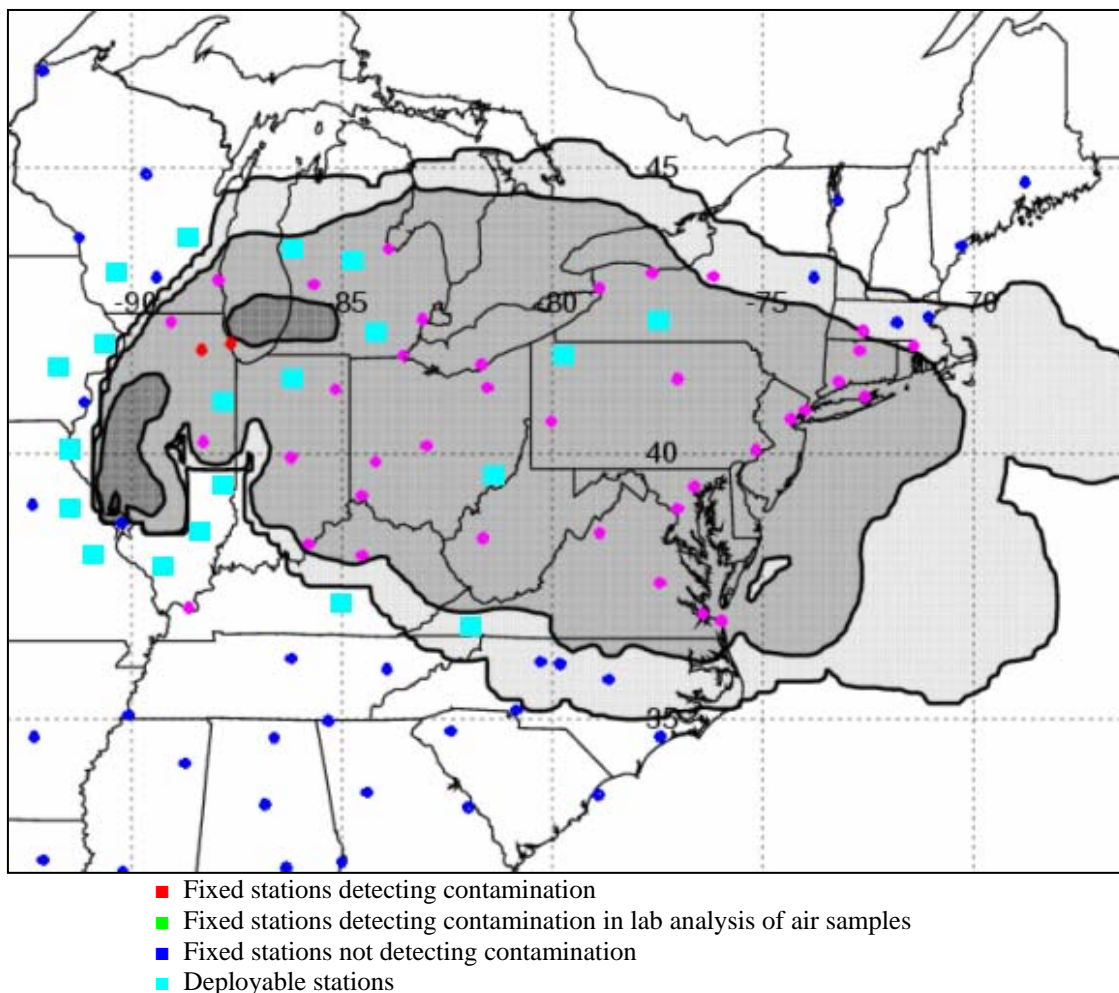 45
-90
-85
-80
-75
-70
40
35
Fixed stations detecting contamination
Fixed stations detecting contamination in lab analysis of air samples
Fixed stations not detecting contamination
Deployable stations